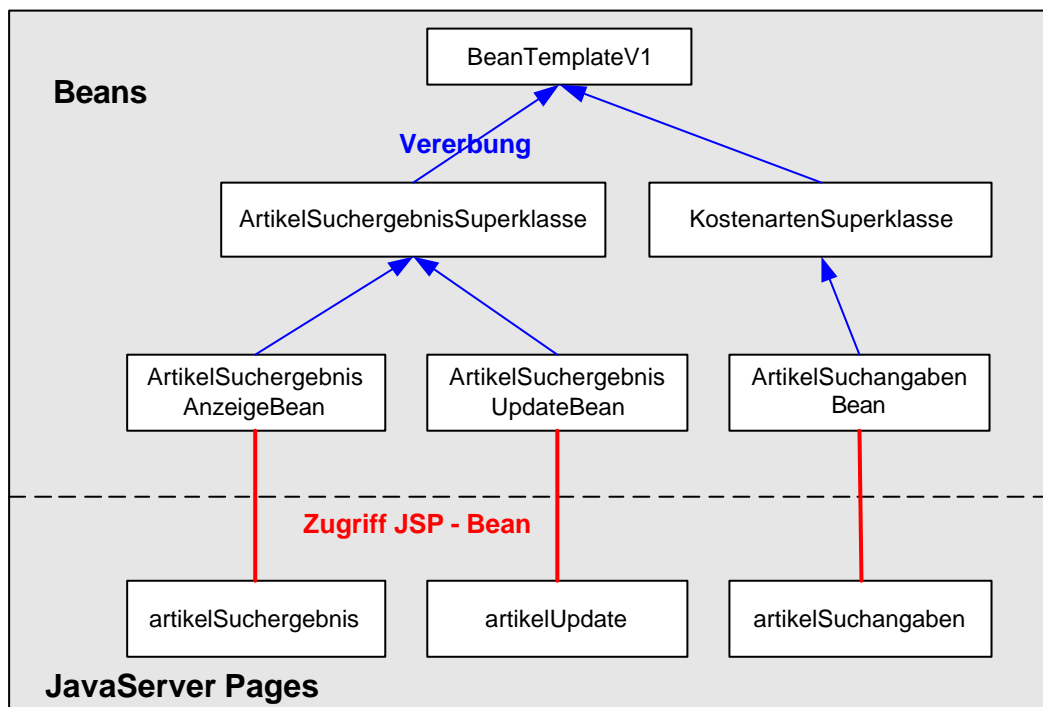 BeanTemplateV1
Beans
Vererbung
ArtikelSuchergebnisSuperklasse
KostenartenSuperklasse
ArtikelSuchergebnis
AnzeigeBean
ArtikelSuchergebnis
UpdateBean
ArtikelSuchangaben
Bean
Zugriff JSP - Bean
artikelSuchergebnis
artikelUpdate
artikelSuchangaben
JavaServer Pages